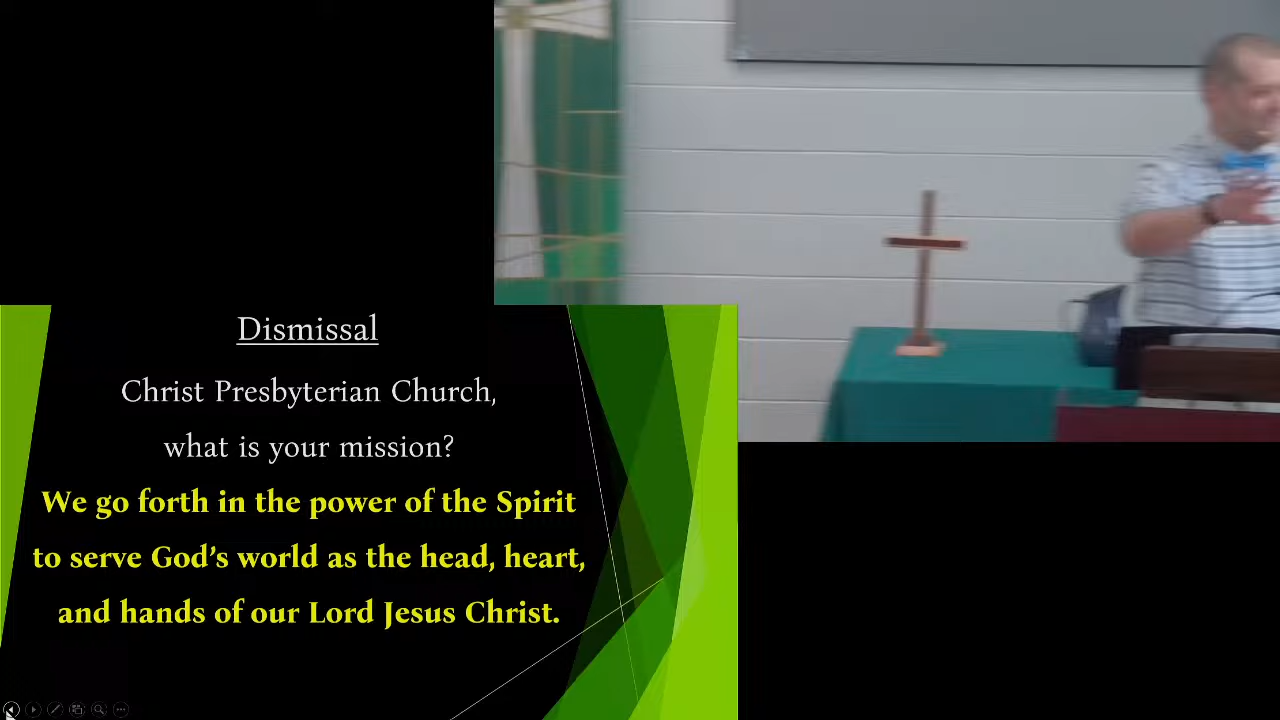 Dismissal
Christ Presbyterian Church,
what is your mission?
We go forth in the power of the Spirit
to serve God’s world as the head, heart,
and hands of our Lord Jesus Christ.